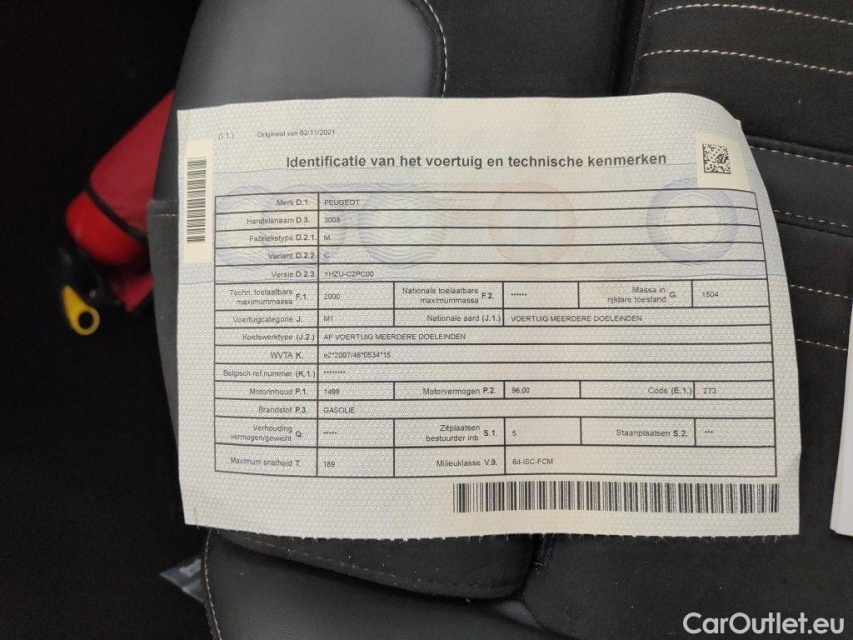 (I.1.) Origineel van 02/11/2021
Identificatie van het voertuig en technische kenmerken
Merk D.1. PEUGEOT
Handelsnaam D.3. 3008
Fabriekstype D.2.1. M
Variant D.2.2. C
Versie D.2.3. YHZU-C2PC00
Techn. toelaatbare maximummassa F.1. 2000 Nationale toelaatbare maximummassa F.2. ------ Massa in rijklare toestand G. 1504
Voertuigcategorie J. M1 Nationale aard (J.1.) VOERTUIG MEERDERE DOELEINDEN
Koetswerktype (J.2.) AF VOERTUIG MEERDERE DOELEINDEN
WVTA K. e2*2007/46*0534*15
Belgisch ref.nummer (K.1.) ********
Motorinhoud P.1. 1499 Motorvermogen P.2. 96.00 Code (E.1.) 273
Brandstof P.3. GASOLIE
Verhouding vermogen/gewicht Q. ----- Zitplaatsen bestuurder inb. S.1. 5 Staanplaatsen S.2. ---
Maximum snelheid T. 189 Milieuklasse V.9. 6d-ISC-FCM
CarOutlet.eu